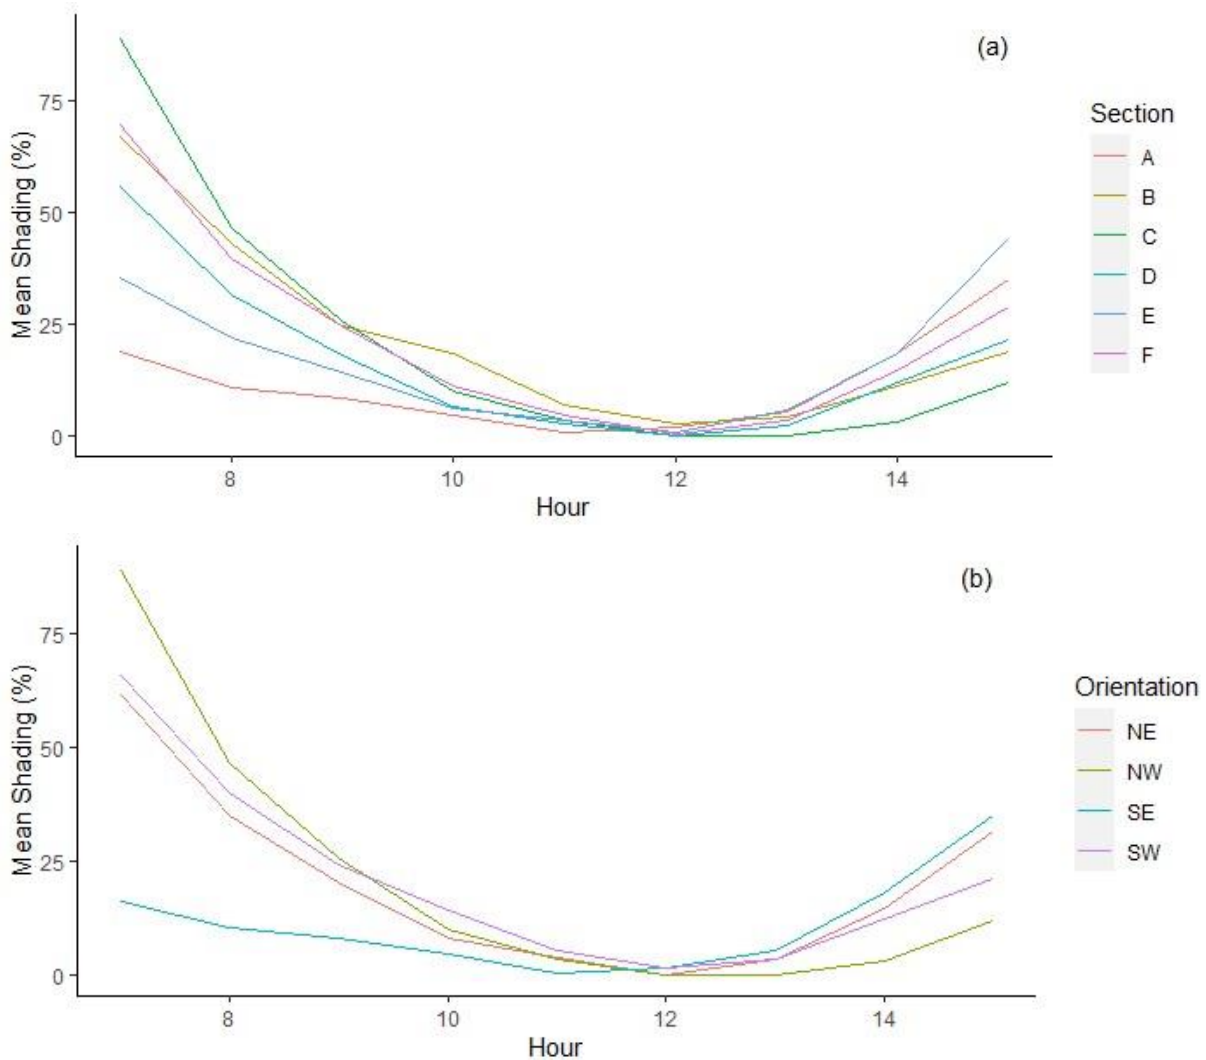 (a)
Mean Shading (%)
75
50
25
0
8 10 12 14
Hour
Section
A
B
C
D
E
F
(b)
Mean Shading (%)
75
50
25
0
8 10 12 14
Hour
Orientation
NE
NW
SE
SW